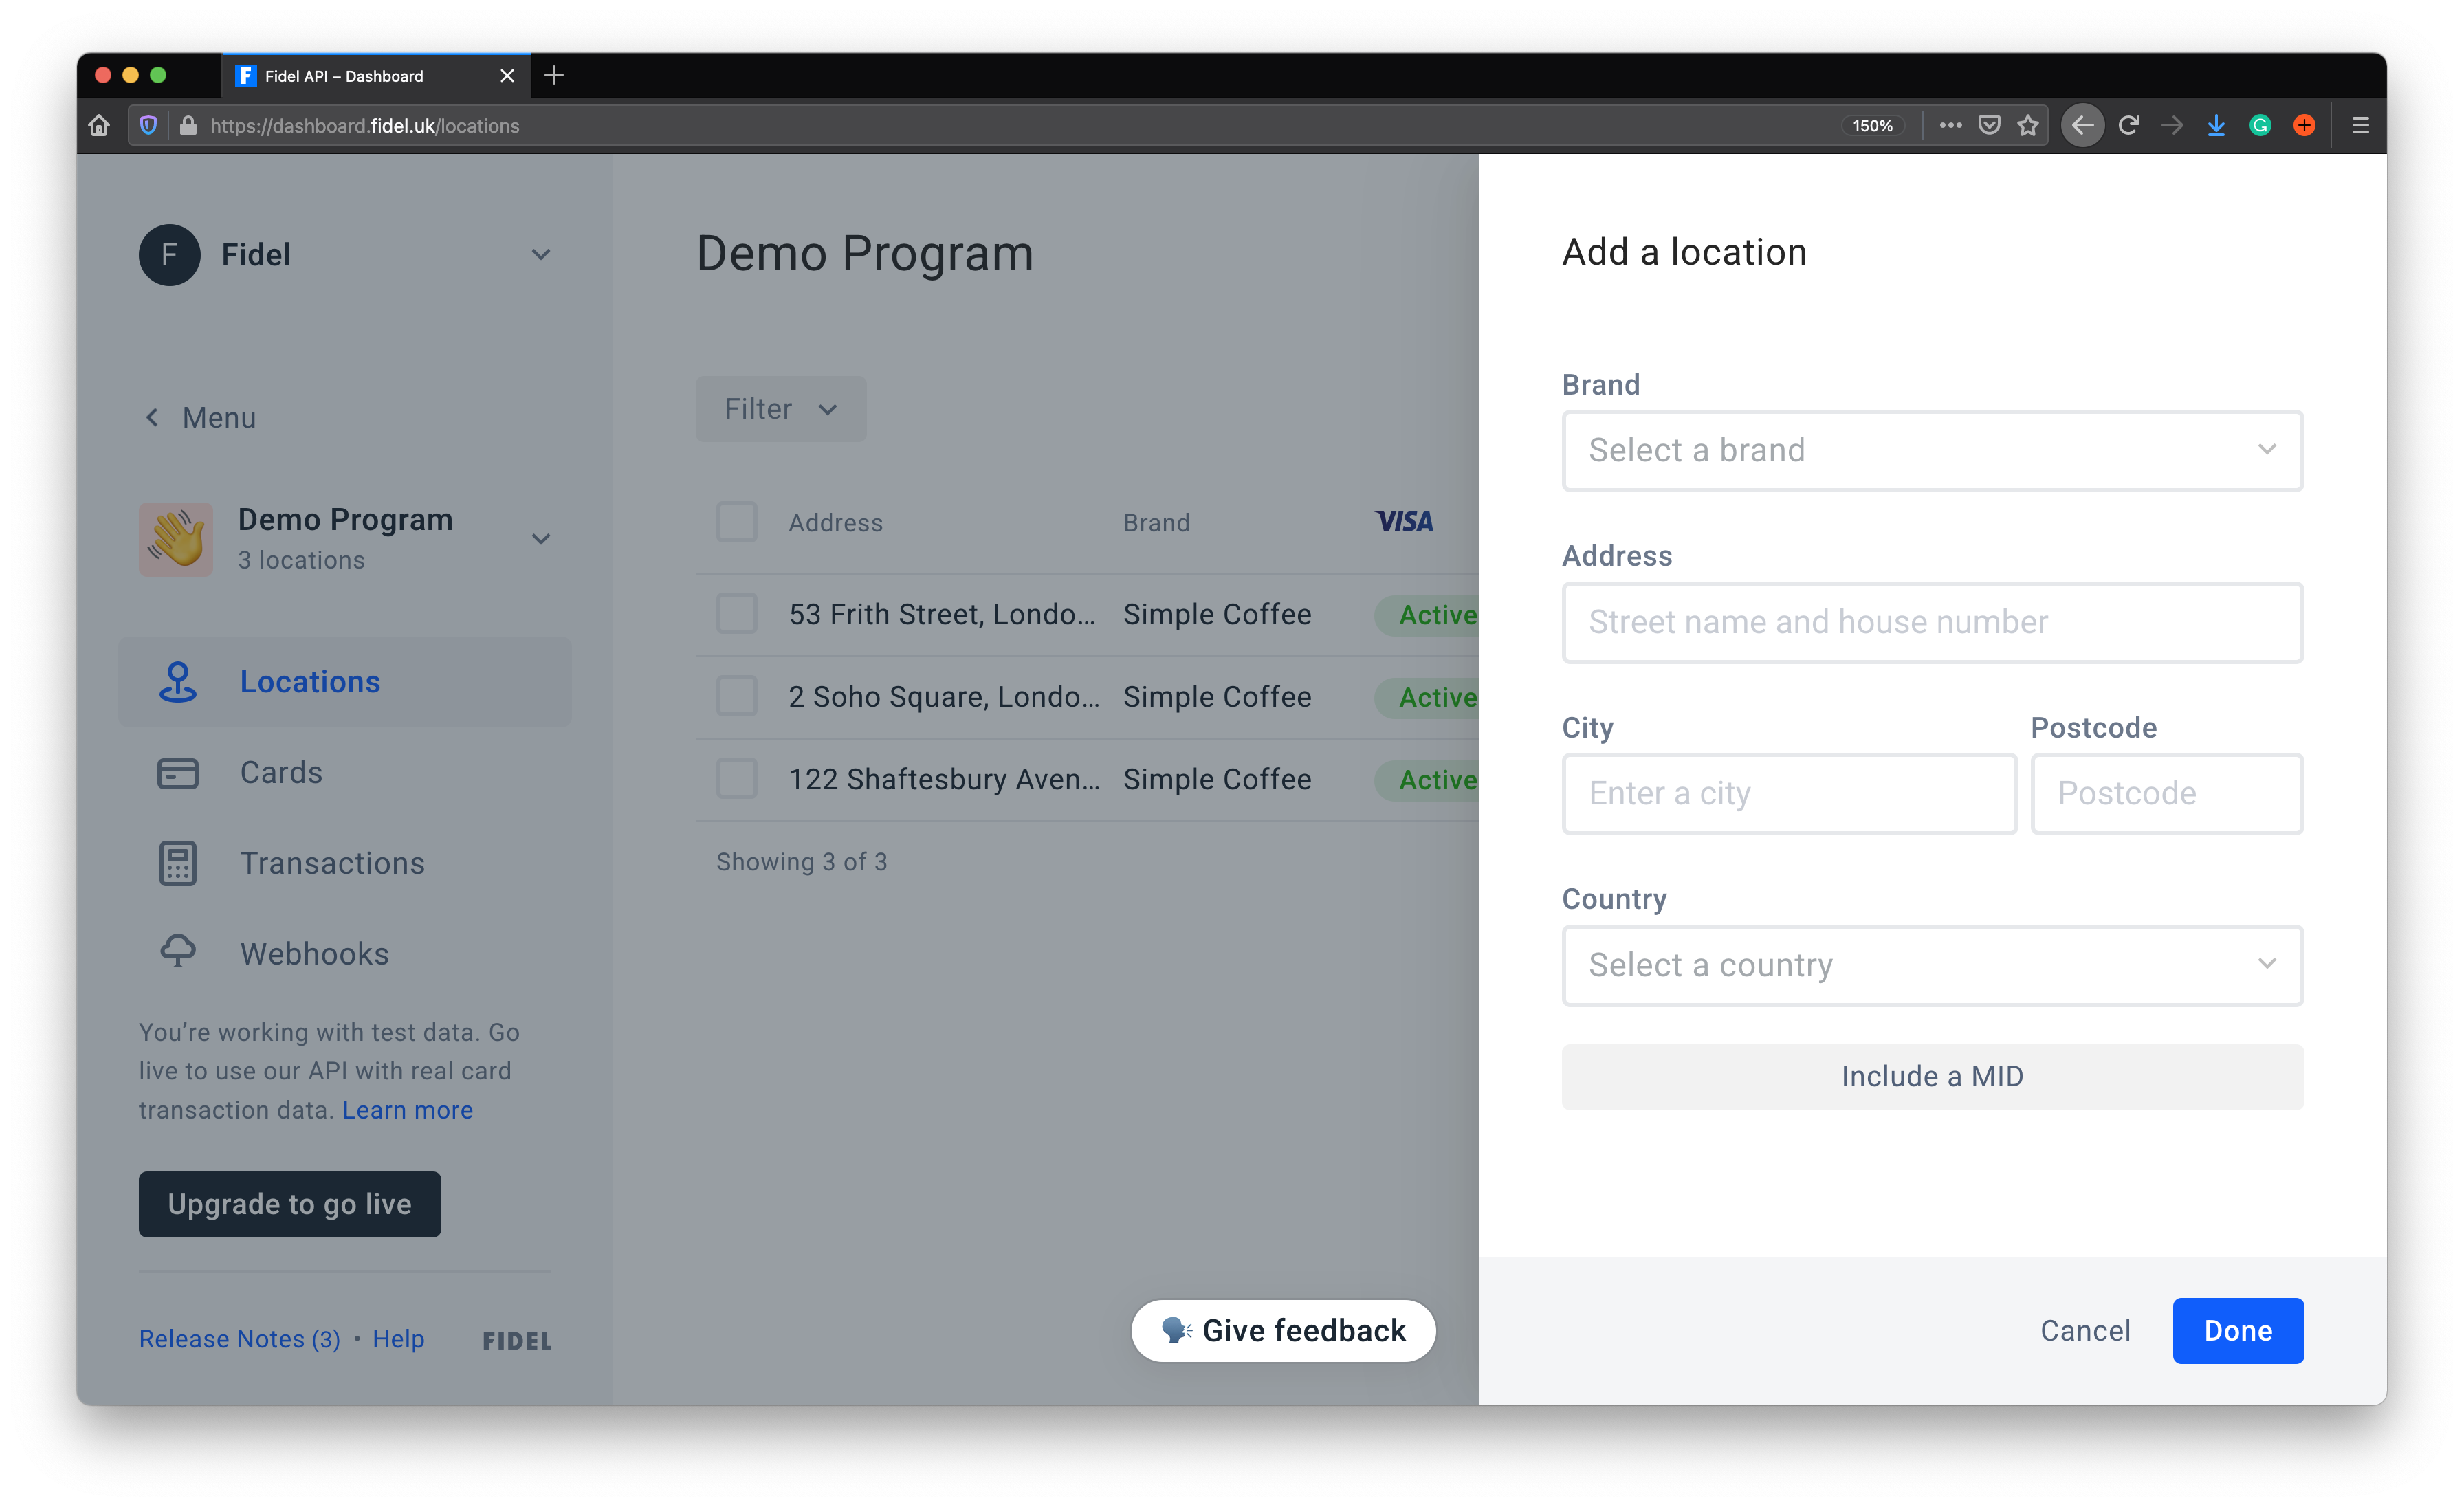 F Fidel API – Dashboard
https://dashboard.fidel.uk/locations
150%
F Fidel
Menu
Demo Program
3 locations
Locations
Cards
Transactions
Webhooks
You’re working with test data. Go
live to use our API with real card
transaction data. Learn more
Upgrade to go live
Release Notes (3) • Help FIDEL
Demo Program
Filter
Address Brand VISA
53 Frith Street, Londo... Simple Coffee Active
2 Soho Square, Londo... Simple Coffee Active
122 Shaftesbury Aven... Simple Coffee Active
Showing 3 of 3
Give feedback
Add a location
Brand
Select a brand
Address
Street name and house number
City Postcode
Enter a city Postcode
Country
Select a country
Include a MID
Cancel Done